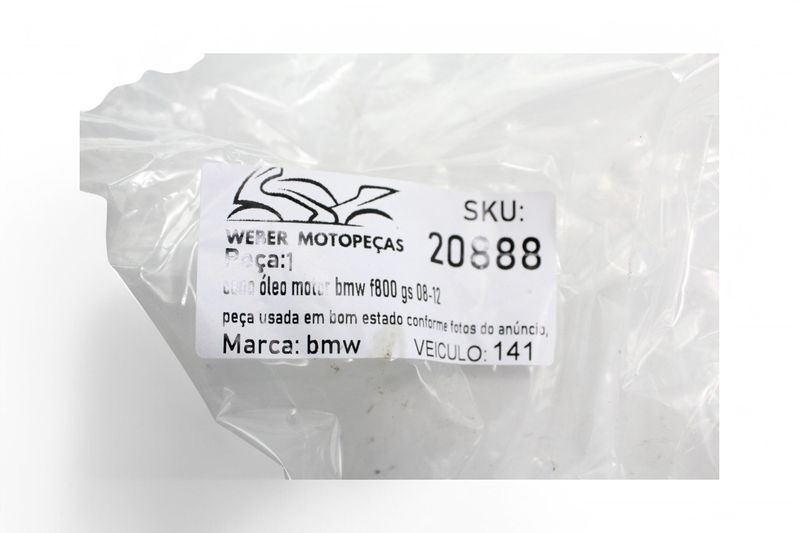 WEBER MOTOPEÇAS
SKU:
20888
Peça:1
óleo motor bmw f800 gs 08-12
peça usada em bom estado conforme fotos do anúncio,
Marca: bmw
VEICULO: 141